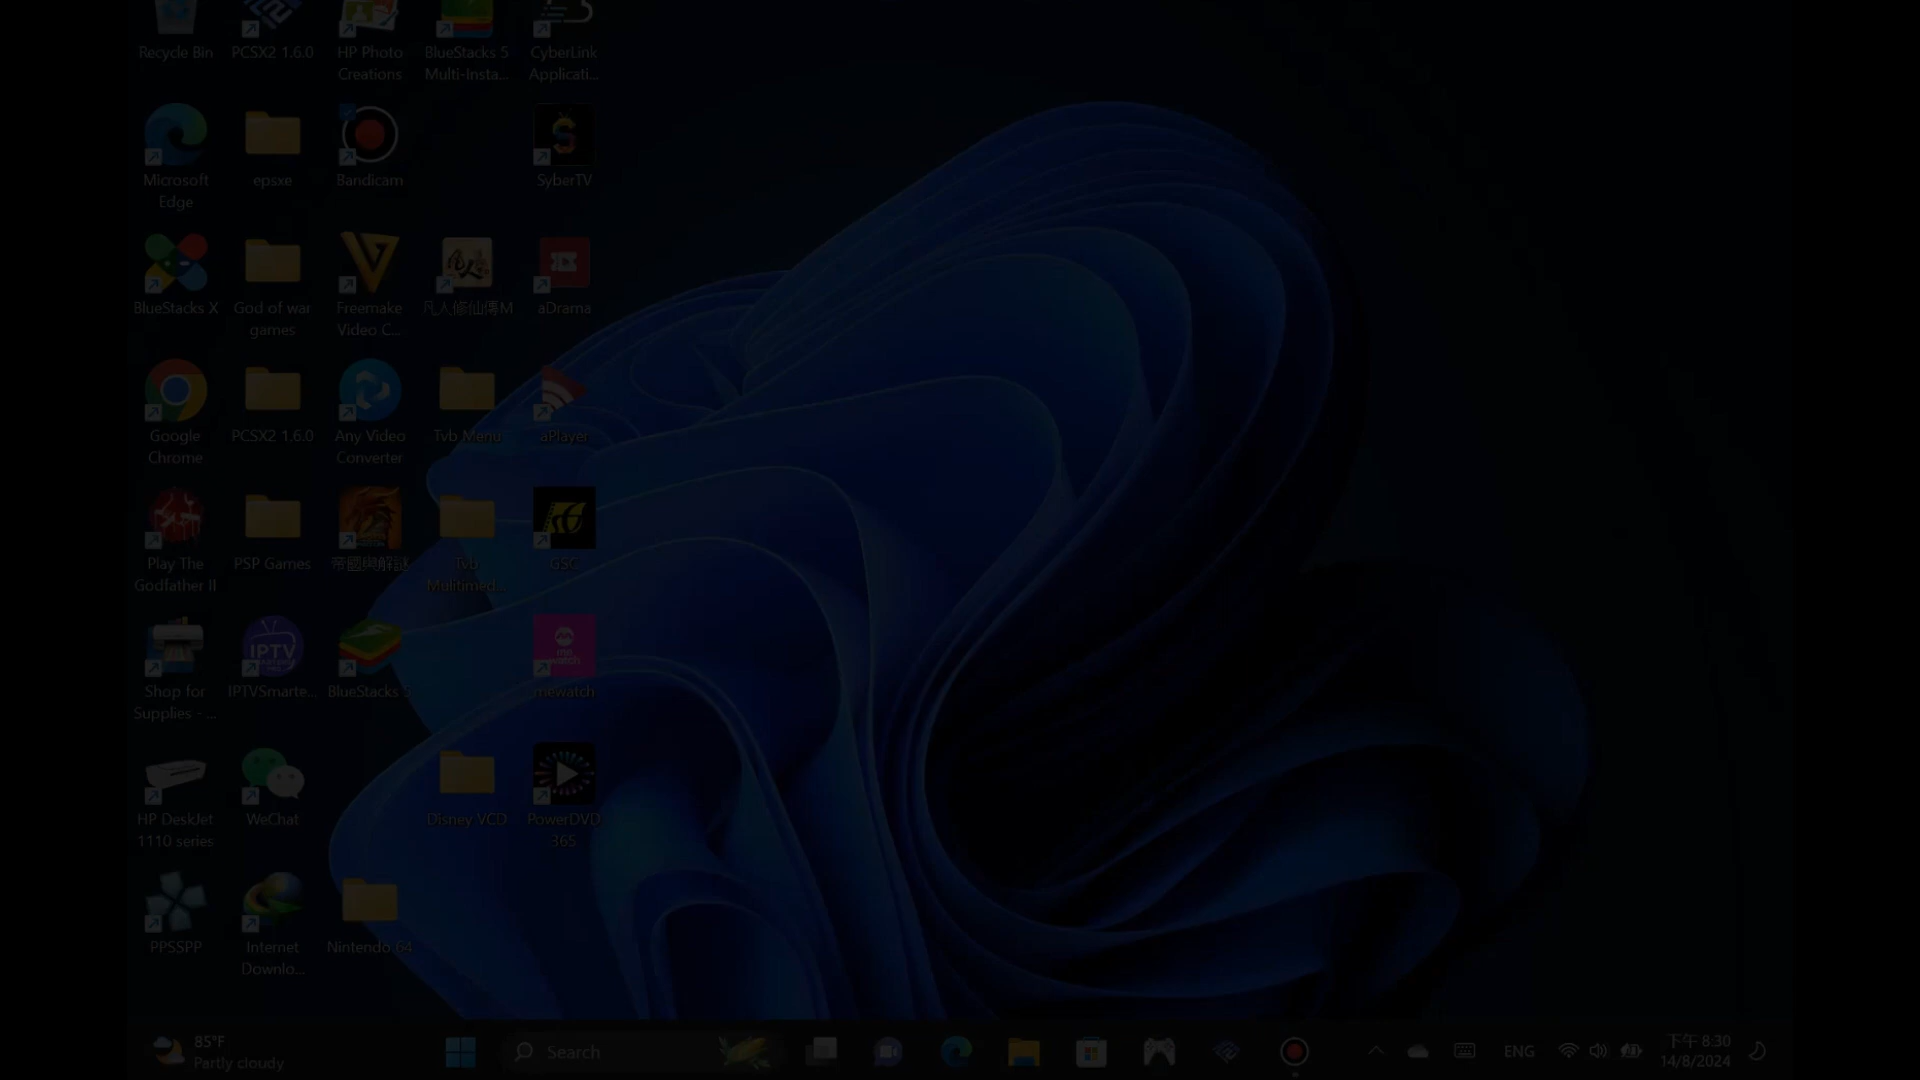 Recycle Bin
PCSX2 1.6.0
HP Photo
Creations
BlueStacks 5
Multi-Insta...
CyberLink
Applicati...
Microsoft
Edge
epsxe
Bandicam
SyberTV
BlueStacks X
God of war
games
Freemake
Video C...
凡人修仙傳M
aDrama
Google
Chrome
PCSX2 1.6.0
Any Video
Converter
Tvb Menu
aPlayer
Play The
Godfather II
PSP Games
帝國與解謎
Tvb
Mulitimed...
GSC
Shop for
Supplies - ...
IPTV
IPTVSmarte...
BlueStacks 5
me
watch
mewatch
HP DeskJet
1110 series
WeChat
Disney VCD
PowerDVD
365
PPSSPP
Internet
Downlo...
Nintendo 64
85°F
Partly cloudy
Search
ENG
下午 8:30
14/8/2024